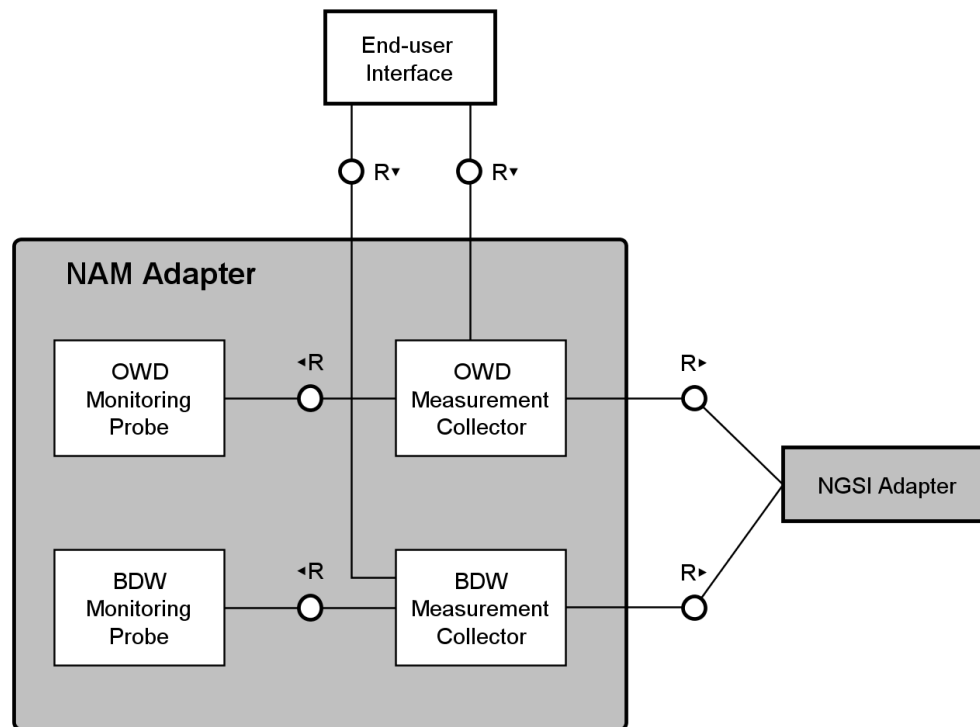 End-user
Interface
R▾
R▾
NAM Adapter
OWD
Monitoring
Probe
◂R
OWD
Measurement
Collector
R▸
NGSI Adapter
BDW
Monitoring
Probe
◂R
BDW
Measurement
Collector
R▸